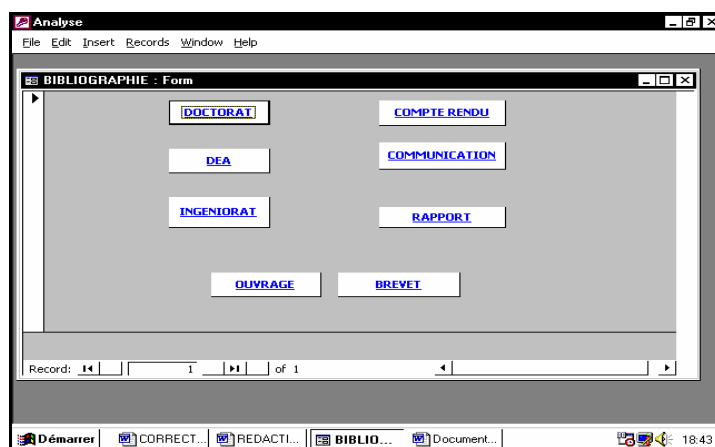 Analyse
File Edit Insert Records Window Help
BIBLIOGRAPHIE : Form
DOCTORAT COMPTE RENDU
DEA COMMUNICATION
INGENIORAT RAPPORT
OUVRAGE BREVET
Record: 1 of 1
Démarrer CORRECT... REDACTI... BIBLIO... Document... 18:43